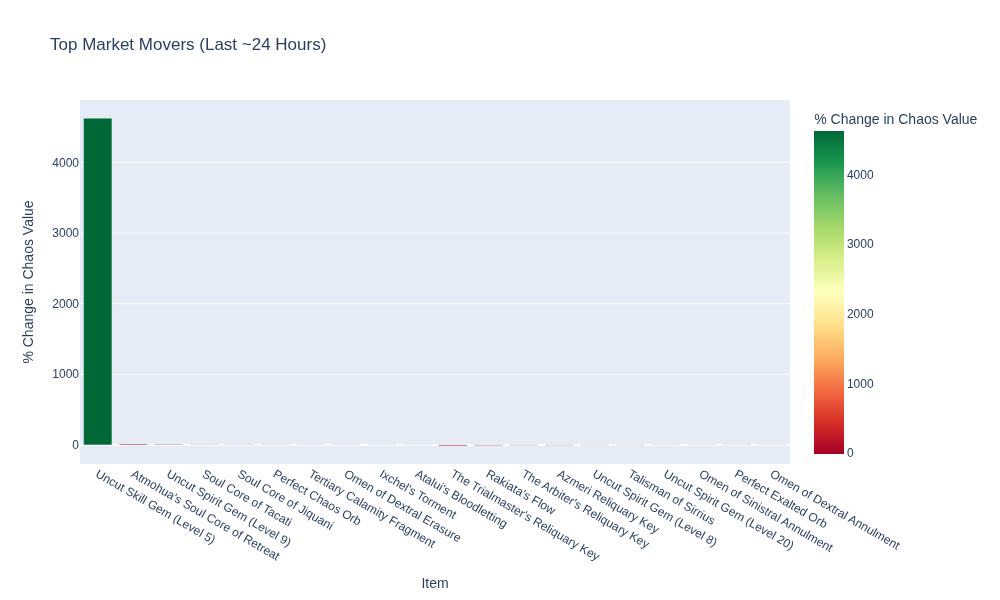 Top Market Movers (Last ~24 Hours)
% Change in Chaos Value
4000
3000
2000
1000
0
% Change in Chaos Value
4000
3000
2000
1000
0
Uncut Skill Gem (Level 5)
Atmohua's Soul Core of Retreat
Uncut Spirit Gem (Level 9)
Soul Core of Tacati
Soul Core of Jiquani
Perfect Chaos Orb
Tertiary Calamity Fragment
Omen of Dextral Erasure
Ixchel's Torment
Atalui's Bloodletting
The Trialmaster's Reliquary Key
Rakiata's Flow
The Arbiter's Reliquary Key
Azmeri Reliquary Key
Uncut Spirit Gem (Level 8)
Talisman of Sirrius
Uncut Spirit Gem (Level 20)
Omen of Sinistral Annulment
Perfect Exalted Orb
Omen of Dextral Annulment
Item